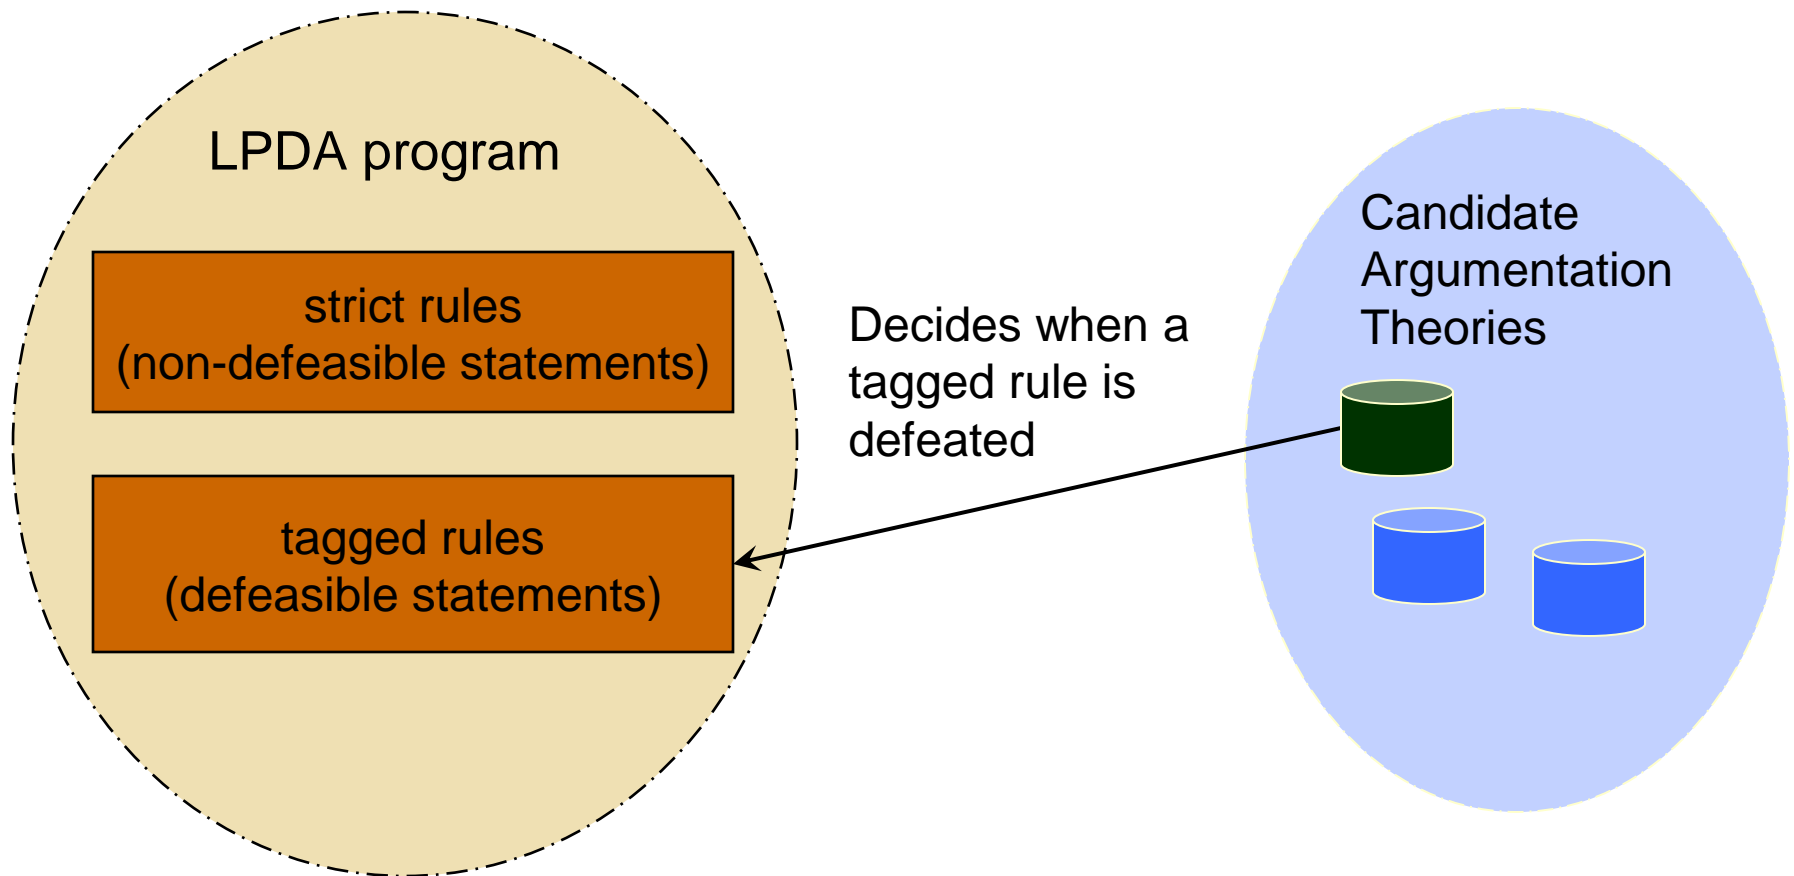 LPDA program
strict rules
(non-defeasible statements)
tagged rules
(defeasible statements)
Decides when a
tagged rule is
defeated
Candidate
Argumentation
Theories